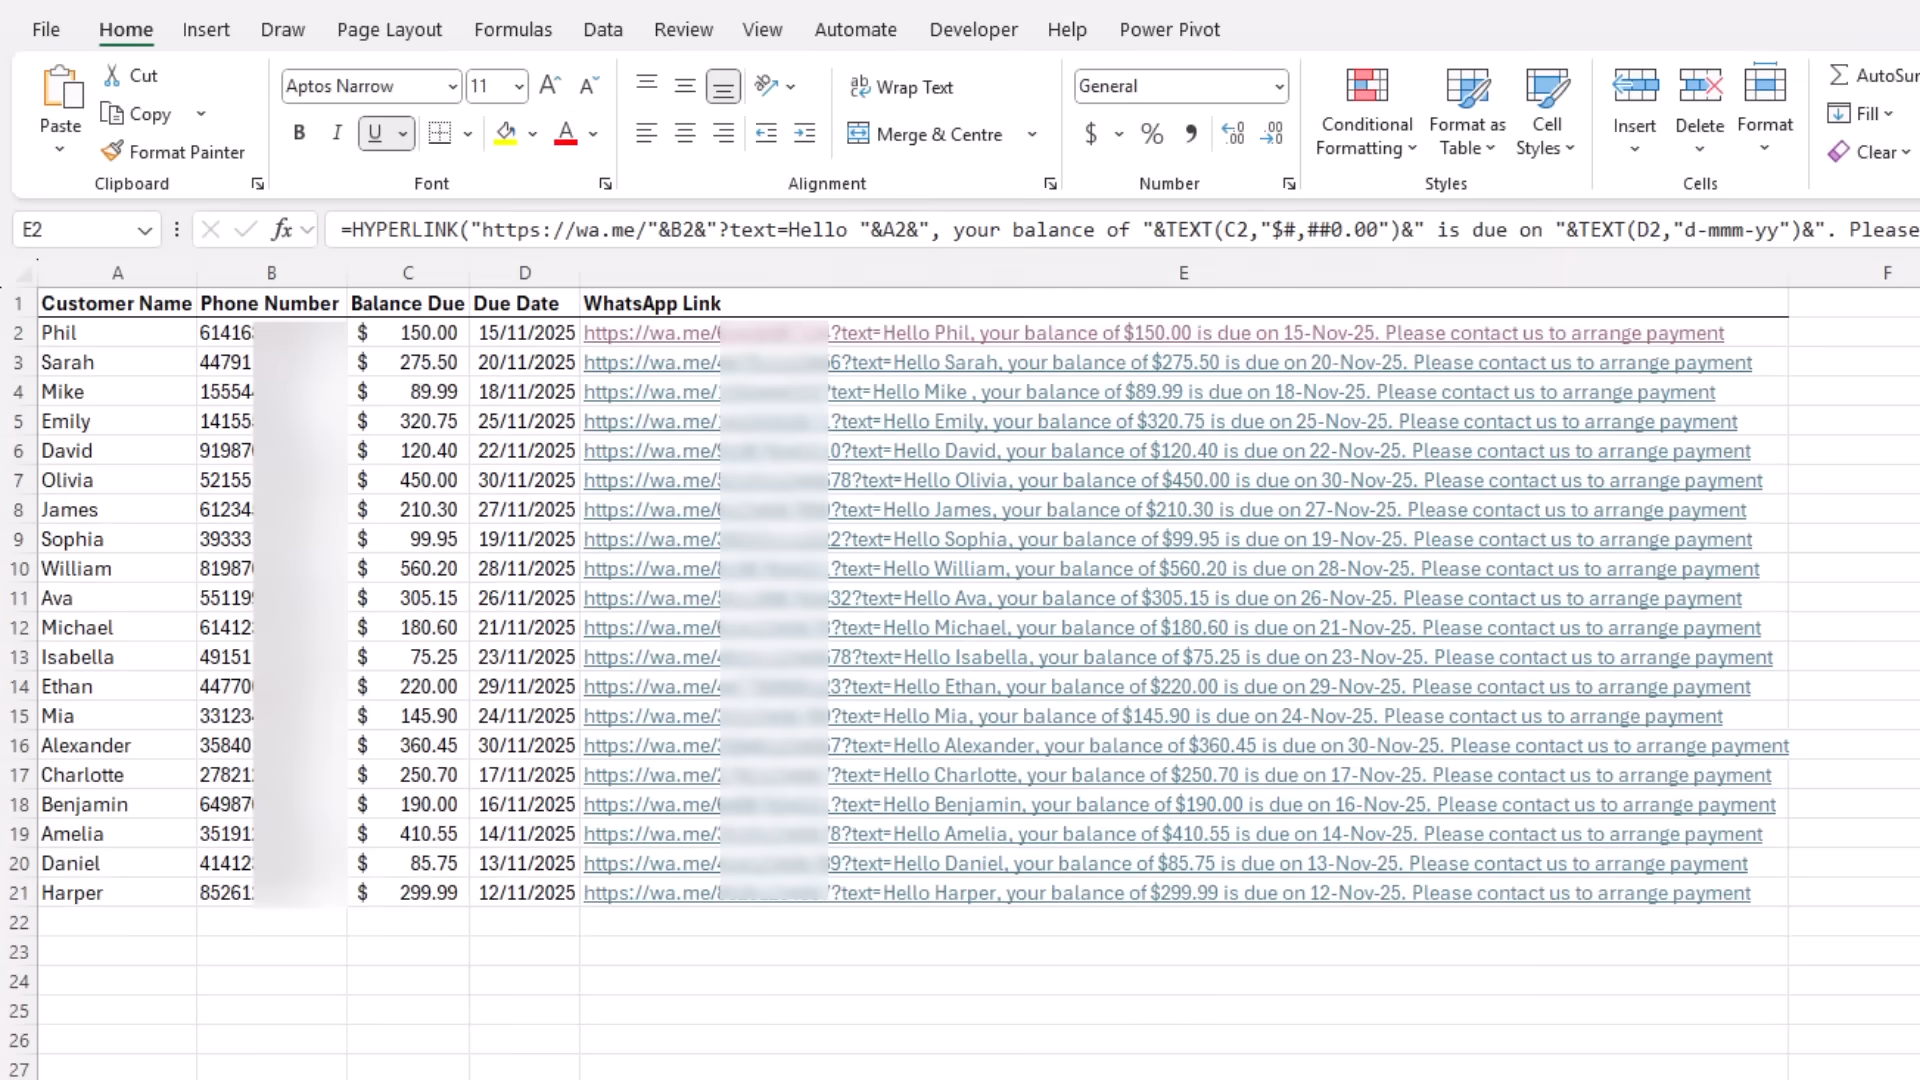 File Home Insert Draw Page Layout Formulas Data Review View Automate Developer Help Power Pivot
Paste
Cut
Copy
Format Painter
Clipboard
Aptos Narrow 11
B I U
Font
Wrap Text
Merge & Centre
Alignment
General
$ %
Number
Conditional Formatting
Format as Table
Cell Styles
Styles
Insert Delete Format
Cells
AutoSu
Fill
Clear
E2 fx =HYPERLINK("https://wa.me/"&B2&"?text=Hello "&A2&", your balance of "&TEXT(C2,"$#,##0.00")&" is due on "&TEXT(D2,"d-mmm-yy")&". Please
A B C D E F
1 Customer Name Phone Number Balance Due Due Date WhatsApp Link
2 Phil 61416 $ 150.00 15/11/2025 https://wa.me/ ?text=Hello Phil, your balance of $150.00 is due on 15-Nov-25. Please contact us to arrange payment
3 Sarah 44791 $ 275.50 20/11/2025 https://wa.me/ 6?text=Hello Sarah, your balance of $275.50 is due on 20-Nov-25. Please contact us to arrange payment
4 Mike 15554 $ 89.99 18/11/2025 https://wa.me/ ?text=Hello Mike , your balance of $89.99 is due on 18-Nov-25. Please contact us to arrange payment
5 Emily 14155 $ 320.75 25/11/2025 https://wa.me/ ?text=Hello Emily, your balance of $320.75 is due on 25-Nov-25. Please contact us to arrange payment
6 David 91987 $ 120.40 22/11/2025 https://wa.me/ 0?text=Hello David, your balance of $120.40 is due on 22-Nov-25. Please contact us to arrange payment
7 Olivia 52155 $ 450.00 30/11/2025 https://wa.me/ 78?text=Hello Olivia, your balance of $450.00 is due on 30-Nov-25. Please contact us to arrange payment
8 James 61234 $ 210.30 27/11/2025 https://wa.me/ ?text=Hello James, your balance of $210.30 is due on 27-Nov-25. Please contact us to arrange payment
9 Sophia 39333 $ 99.95 19/11/2025 https://wa.me/ 2?text=Hello Sophia, your balance of $99.95 is due on 19-Nov-25. Please contact us to arrange payment
10 William 81987 $ 560.20 28/11/2025 https://wa.me/ ?text=Hello William, your balance of $560.20 is due on 28-Nov-25. Please contact us to arrange payment
11 Ava 55119 $ 305.15 26/11/2025 https://wa.me/ 32?text=Hello Ava, your balance of $305.15 is due on 26-Nov-25. Please contact us to arrange payment
12 Michael 61412 $ 180.60 21/11/2025 https://wa.me/ ?text=Hello Michael, your balance of $180.60 is due on 21-Nov-25. Please contact us to arrange payment
13 Isabella 49151 $ 75.25 23/11/2025 https://wa.me/ 78?text=Hello Isabella, your balance of $75.25 is due on 23-Nov-25. Please contact us to arrange payment
14 Ethan 44770 $ 220.00 29/11/2025 https://wa.me/ 3?text=Hello Ethan, your balance of $220.00 is due on 29-Nov-25. Please contact us to arrange payment
15 Mia 33123 $ 145.90 24/11/2025 https://wa.me/ ?text=Hello Mia, your balance of $145.90 is due on 24-Nov-25. Please contact us to arrange payment
16 Alexander 35840 $ 360.45 30/11/2025 https://wa.me/ 7?text=Hello Alexander, your balance of $360.45 is due on 30-Nov-25. Please contact us to arrange payment
17 Charlotte 27821 $ 250.70 17/11/2025 https://wa.me/ ?text=Hello Charlotte, your balance of $250.70 is due on 17-Nov-25. Please contact us to arrange payment
18 Benjamin 64987 $ 190.00 16/11/2025 https://wa.me/ ?text=Hello Benjamin, your balance of $190.00 is due on 16-Nov-25. Please contact us to arrange payment
19 Amelia 35191 $ 410.55 14/11/2025 https://wa.me/ 8?text=Hello Amelia, your balance of $410.55 is due on 14-Nov-25. Please contact us to arrange payment
20 Daniel 41412 $ 85.75 13/11/2025 https://wa.me/ 9?text=Hello Daniel, your balance of $85.75 is due on 13-Nov-25. Please contact us to arrange payment
21 Harper 85261 $ 299.99 12/11/2025 https://wa.me/ ?text=Hello Harper, your balance of $299.99 is due on 12-Nov-25. Please contact us to arrange payment
22
23
24
25
26
27